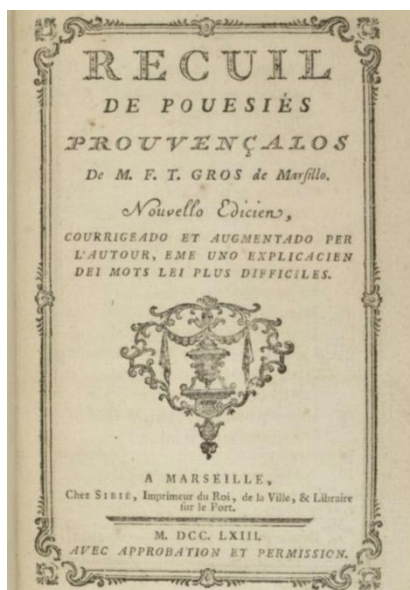 RECUIL
DE POUESIÉS
PROUVENÇALOS
De M. F. T. GROS de Marsillo.
Nouvello Edicien,
COURRIGEADO ET AUGMENTADO PER
L'AUTOUR, EME UNO EXPLICACIEN
DEI MOTS LEI PLUS DIFFICILES.
A MARSEILLE,
Chez SIBIÉ, Imprimeur du Roi, de la Ville, & Libraire
sur le Port.
M. DCC. LXIII.
AVEC APPROBATION ET PERMISSION.